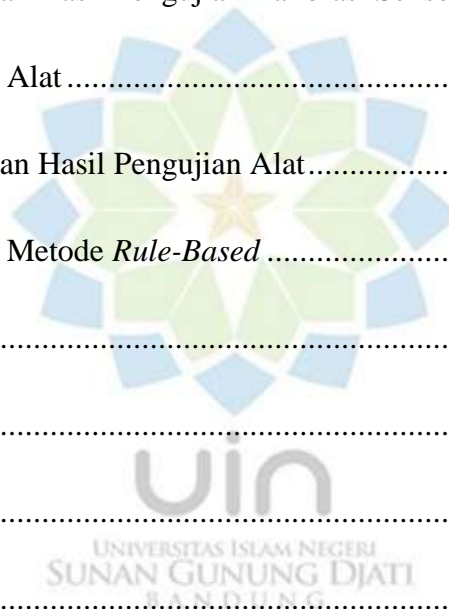 Alat ..........................................................
an Hasil Pengujian Alat .....................
Metode Rule-Based ............................
..................................................................
..................................................................
uin
..................................................................
UNIVERSITAS ISLAM NEGERI
SUNAN GUNUNG DJATI
..................................................................
BANDUNG